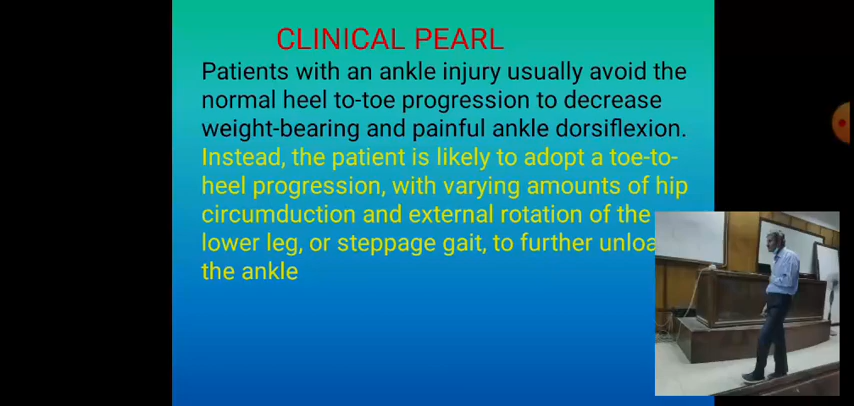 CLINICAL PEARL
Patients with an ankle injury usually avoid the
normal heel to-toe progression to decrease
weight-bearing and painful ankle dorsiflexion.
Instead, the patient is likely to adopt a toe-to-
heel progression, with varying amounts of hip
circumduction and external rotation of the
lower leg, or steppage gait, to further unloa
the ankle